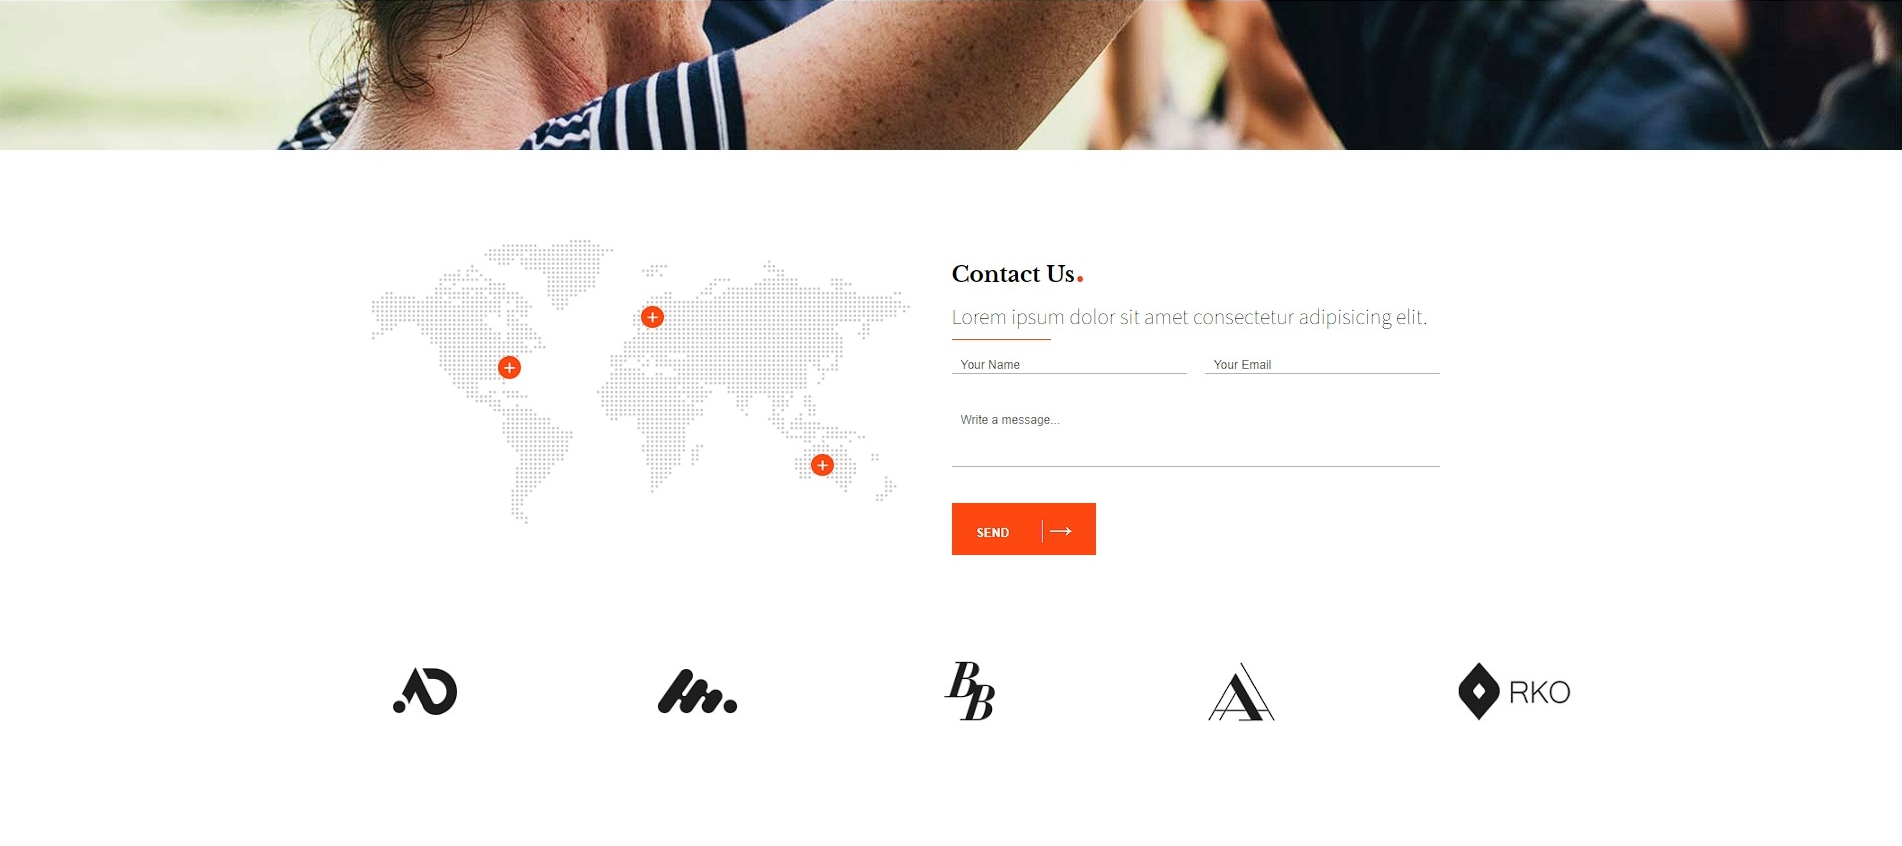 Contact Us.
Lorem ipsum dolor sit amet consectetur adipisicing elit.
Your Name
Your Email
Write a message...
SEND
BB
A
RKO